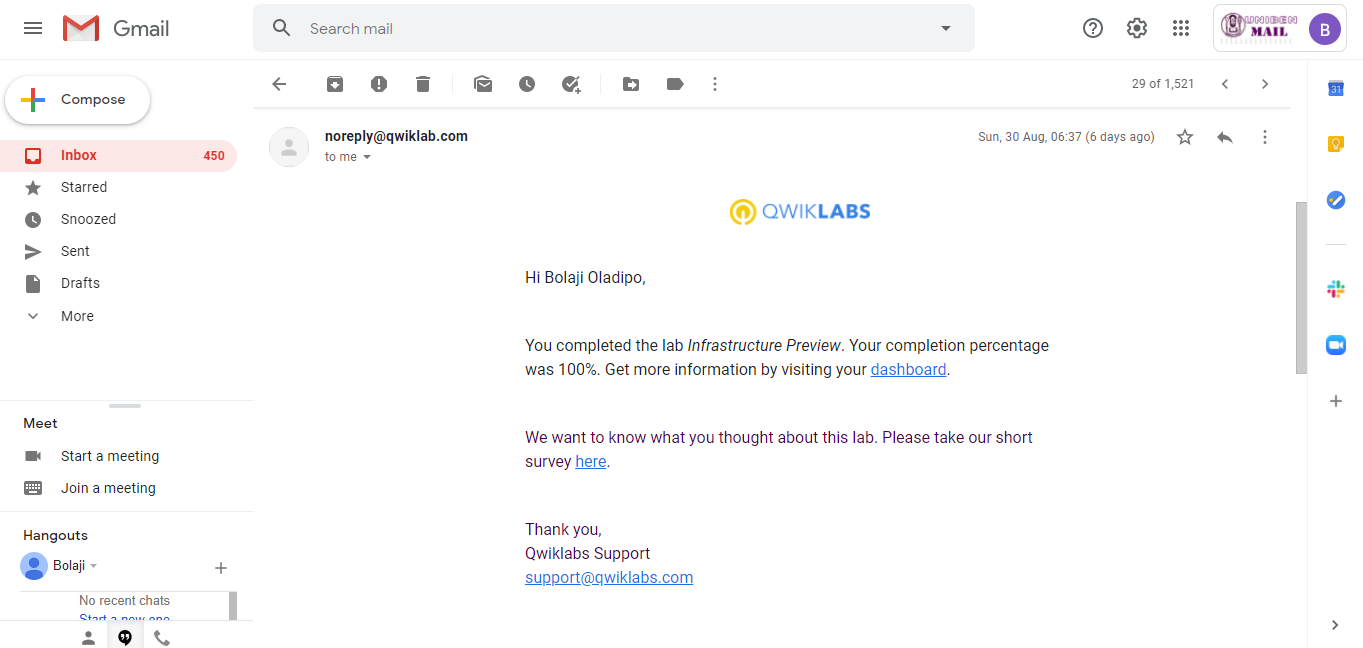 Gmail
Search mail
UNIDEN
MAIL
B
Compose
29 of 1,521
31
Inbox 450
Starred
Snoozed
Sent
Drafts
More
noreply@qwiklab.com
Sun, 30 Aug, 06:37 (6 days ago)
to me
QWIKLABS
Hi Bolaji Oladipo,
You completed the lab Infrastructure Preview. Your completion percentage
was 100%. Get more information by visiting your dashboard.
We want to know what you thought about this lab. Please take our short
survey here.
Thank you,
Qwiklabs Support
support@qwiklabs.com
Meet
Start a meeting
Join a meeting
Hangouts
Bolaji
No recent chats
Start a new one